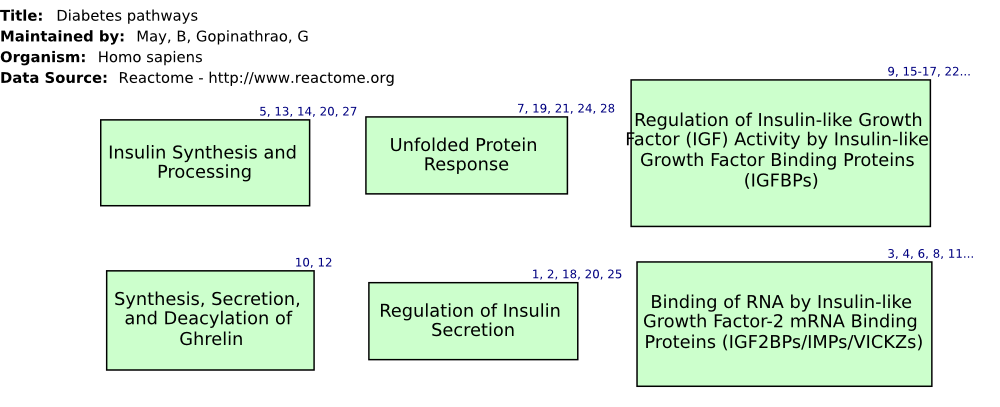 Title: Diabetes pathways
Maintained by: May, B, Gopinathrao, G
Organism: Homo sapiens
Data Source: Reactome - http://www.reactome.org
5, 13, 14, 20, 27
Insulin Synthesis and
Processing
7, 19, 21, 24, 28
Unfolded Protein
Response
9, 15-17, 22...
Regulation of Insulin-like Growth
Factor (IGF) Activity by Insulin-like
Growth Factor Binding Proteins
(IGFBPs)
10, 12
Synthesis, Secretion,
and Deacylation of
Ghrelin
1, 2, 18, 20, 25
Regulation of Insulin
Secretion
3, 4, 6, 8, 11...
Binding of RNA by Insulin-like
Growth Factor-2 mRNA Binding
Proteins (IGF2BPs/IMPs/VICKZs)